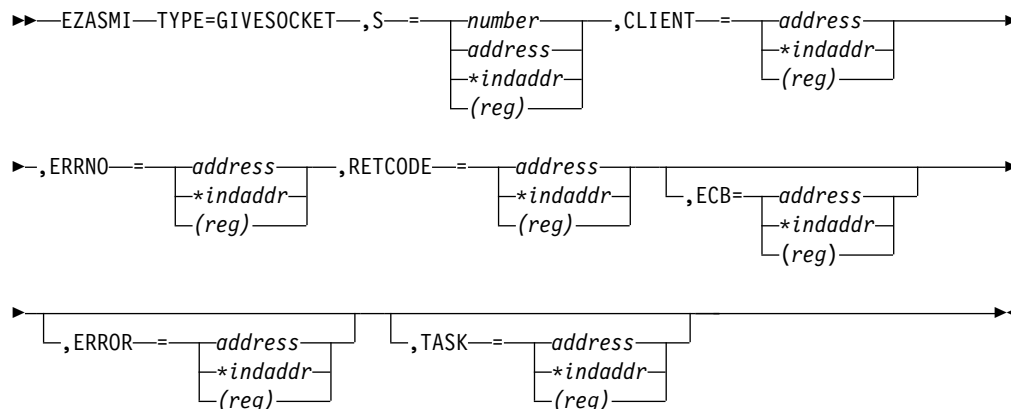 EZASMI TYPE=GIVESOCKET ,S = number ,CLIENT = address
address *indaddr
*indaddr (reg)
(reg)
,ERRNO = address ,RETCODE = address
*indaddr *indaddr ,ECB= address
(reg) (reg) *indaddr
(reg)
,ERROR = address ,TASK = address
*indaddr *indaddr
(reg) (reg)